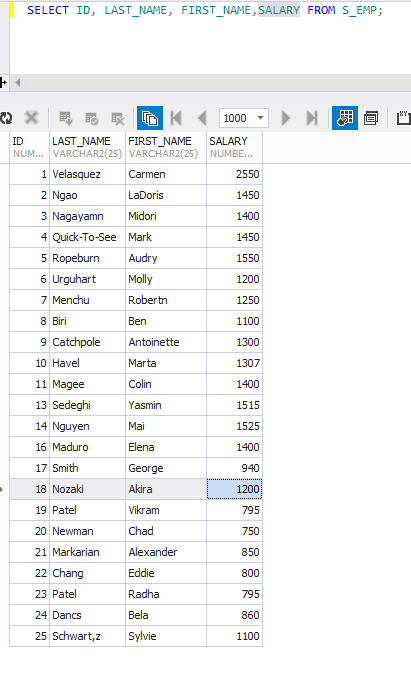 SELECT ID, LAST_NAME, FIRST_NAME,SALARY FROM S_EMP;
1000
ID LAST_NAME FIRST_NAME SALARY
NUM... VARCHAR2(25) VARCHAR2(25) NUMBE...
1 Velasquez Carmen 2550
2 Ngao LaDoris 1450
3 Nagayamn Midori 1400
4 Quick-To-See Mark 1450
5 Ropeburn Audry 1550
6 Urguhart Molly 1200
7 Menchu Robertn 1250
8 Biri Ben 1100
9 Catchpole Antoinette 1300
10 Havel Marta 1307
11 Magee Colin 1400
13 Sedeghi Yasmin 1515
14 Nguyen Mai 1525
16 Maduro Elena 1400
17 Smith George 940
18 Nozaki Akira 1200
19 Patel Vikram 795
20 Newman Chad 750
21 Markarian Alexander 850
22 Chang Eddie 800
23 Patel Radha 795
24 Dancs Bela 860
25 Schwart,z Sylvie 1100